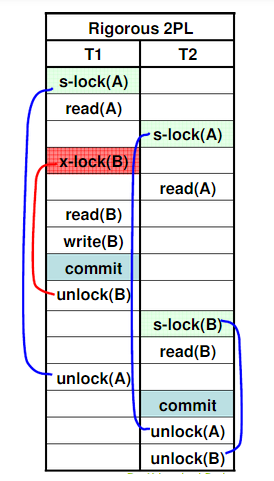 Rigorous 2PL
T1 T2
s-lock(A)
read(A)
s-lock(A)
x-lock(B)
read(A)
read(B)
write(B)
commit
unlock(B)
s-lock(B)
read(B)
unlock(A)
commit
unlock(A)
unlock(B)